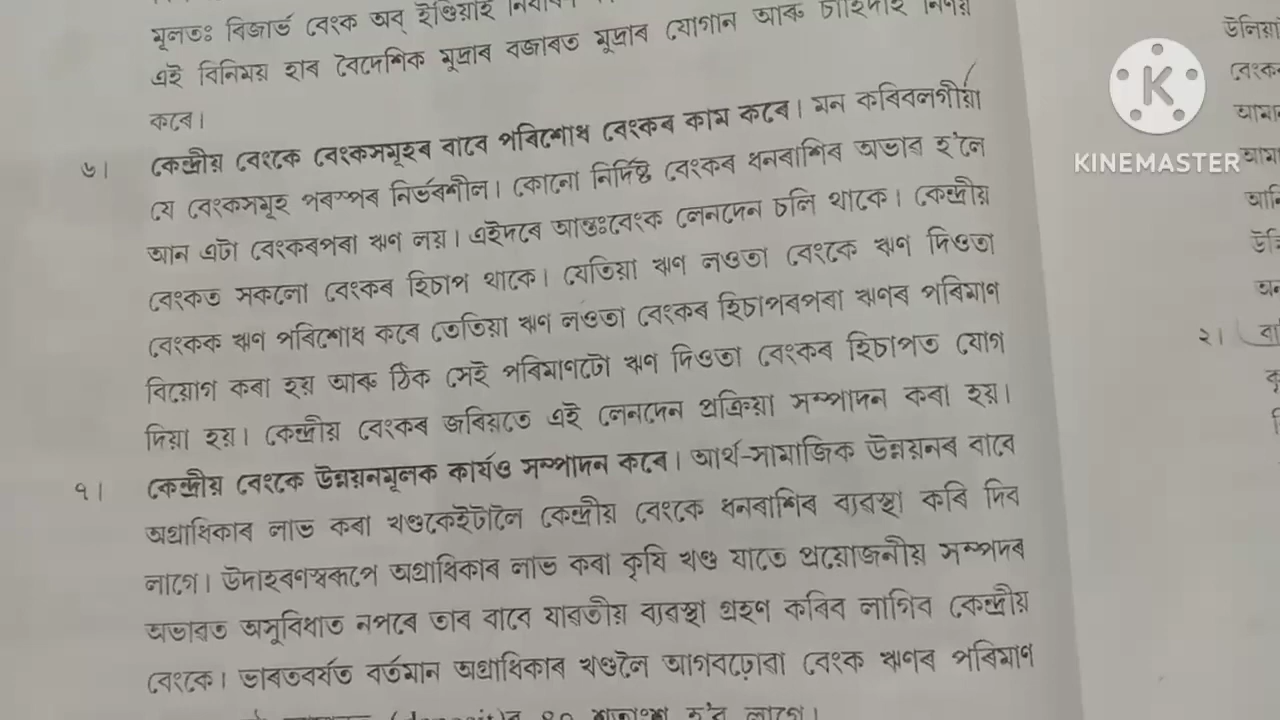 মূলতঃ ৰিজাৰ্ভ বেংক অব্ ইণ্ডিয়াই
এই বিনিময় হাৰ বৈদেশিক মুদ্ৰাৰ বজাৰত মুদ্ৰাৰ যোগান আৰু চাহিদাই নিৰ্ণয়
কৰে।
৬। কেন্দ্ৰীয় বেংকে বেংকসমূহৰ বাবে পৰিশোধ বেংকৰ কাম কৰে। মন কৰিবলগীয়া
যে বেংকসমূহ পৰস্পৰ নিৰ্ভৰশীল। কোনো নিৰ্দিষ্ট বেংকৰ ধনৰাশিৰ অভাৱ হ'লে
আন এটা বেংকৰপৰা ঋণ লয়। এইদৰে আন্তঃবেংক লেনদেন চলি থাকে। কেন্দ্ৰীয়
বেংকত সকলো বেংকৰ হিচাপ থাকে। যেতিয়া ঋণ লওতা বেংকে ঋণ দিওতা
বেংকক ঋণ পৰিশোধ কৰে তেতিয়া ঋণ লওতা বেংকৰ হিচাপৰপৰা ঋণৰ পৰিমাণ
বিয়োগ কৰা হয় আৰু ঠিক সেই পৰিমাণটো ঋণ দিওতা বেংকৰ হিচাপত যোগ
দিয়া হয়। কেন্দ্ৰীয় বেংকৰ জৰিয়তে এই লেনদেন প্ৰক্ৰিয়া সম্পাদন কৰা হয়।
৭। কেন্দ্ৰীয় বেংকে উন্নয়নমূলক কাৰ্যও সম্পাদন কৰে। আৰ্থ-সামাজিক উন্নয়নৰ বাবে
অগ্ৰাধিকাৰ লাভ কৰা খণ্ডকেইটালৈ কেন্দ্ৰীয় বেংকে ধনৰাশিৰ ব্যৱস্থা কৰি দিব
লাগে। উদাহৰণস্বৰূপে অগ্ৰাধিকাৰ লাভ কৰা কৃষি খণ্ড যাতে প্ৰয়োজনীয় সম্পদৰ
অভাৱত অসুবিধাত নপৰে তাৰ বাবে যাৱতীয় ব্যৱস্থা গ্ৰহণ কৰিব লাগিব কেন্দ্ৰীয়
বেংকে। ভাৰতবৰ্ষত বৰ্তমান অগ্ৰাধিকাৰ খণ্ডলৈ আগবঢ়োৱা বেংক ঋণৰ পৰিমাণ
হ'ব লাগে।
২।
KINEMASTER